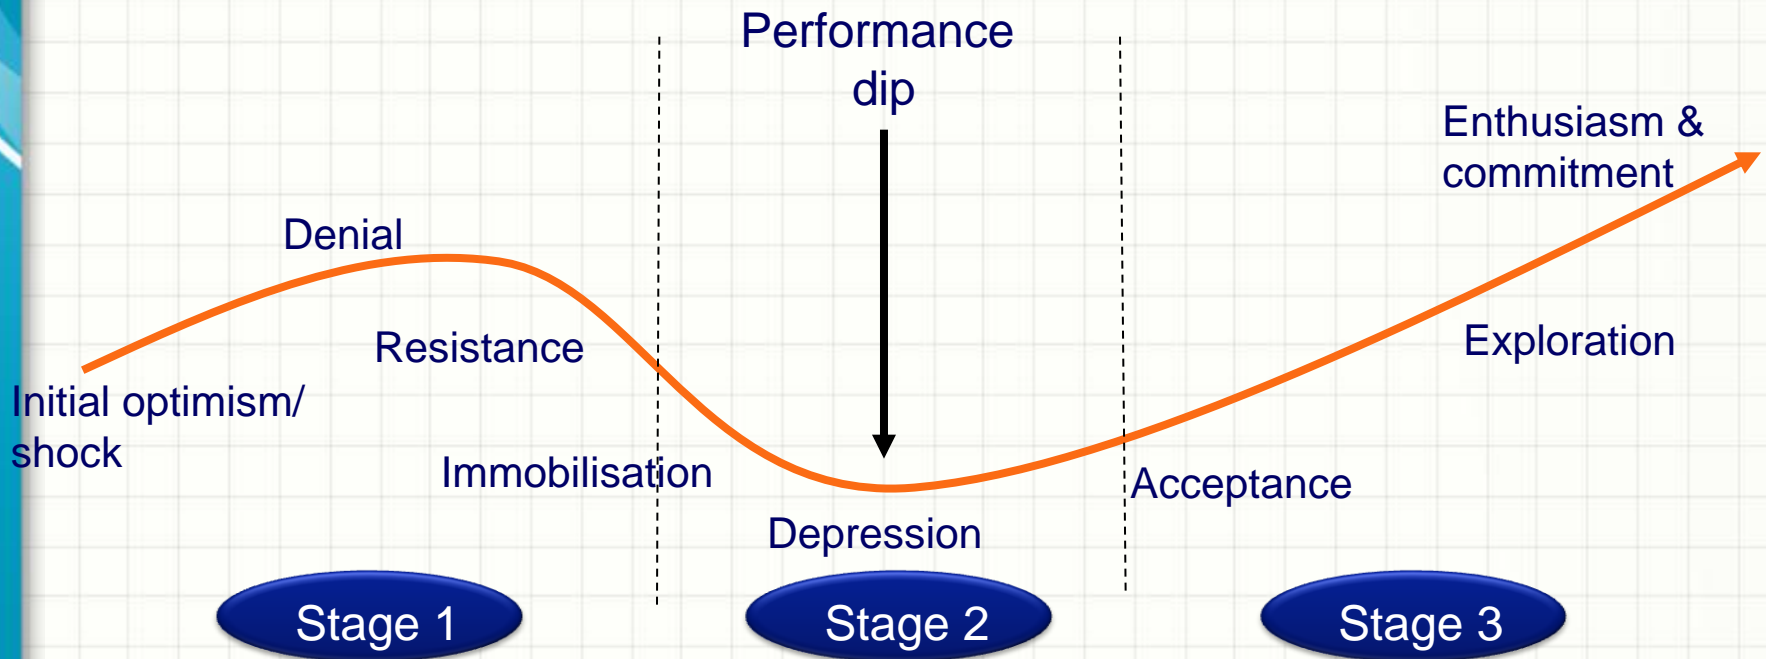 Performance
dip
Enthusiasm &
commitment
Denial
Resistance
Exploration
Initial optimism/
shock
Immobilisation
Acceptance
Depression
Stage 1
Stage 2
Stage 3